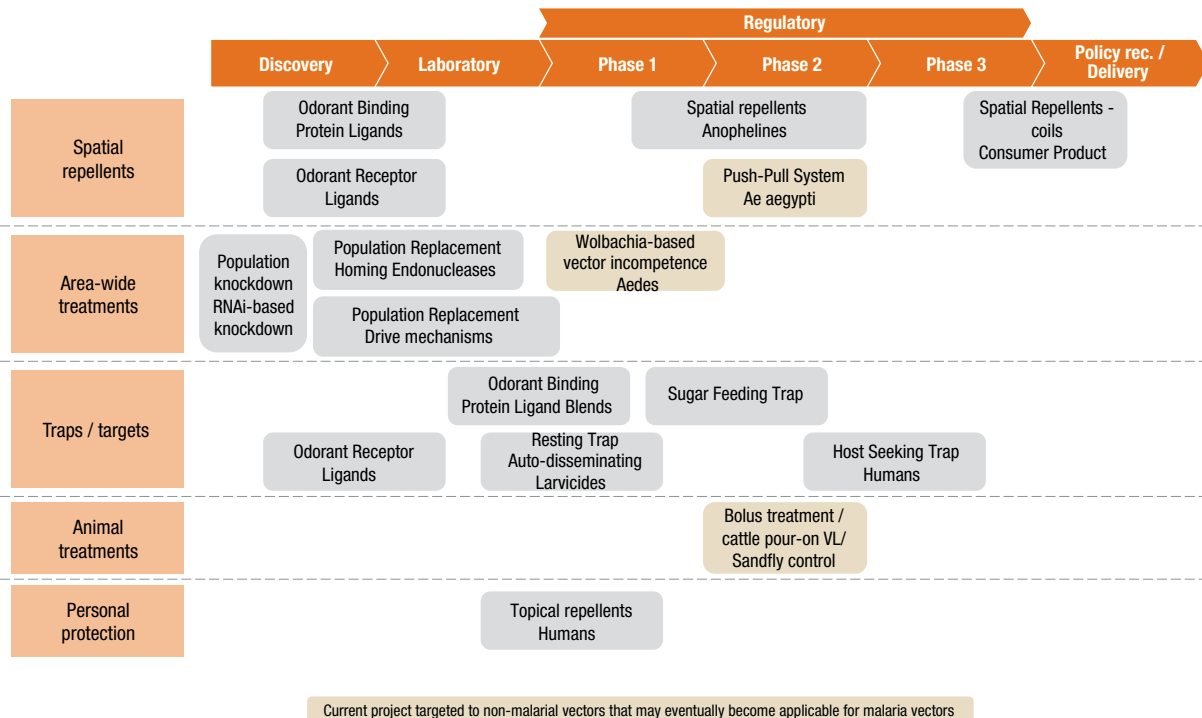 Regulatory
Discovery
Laboratory
Phase 1
Phase 2
Phase 3
Policy rec. /
Delivery
Spatial
repellents
Odorant Binding
Protein Ligands
Spatial repellents
Anophelines
Spatial Repellents -
coils
Consumer Product
Odorant Receptor
Ligands
Push-Pull System
Ae aegypti
Area-wide
treatments
Population
knockdown
RNAi-based
knockdown
Population Replacement
Homing Endonucleases
Wolbachia-based
vector incompetence
Aedes
Population Replacement
Drive mechanisms
Traps / targets
Odorant Binding
Protein Ligand Blends
Sugar Feeding Trap
Odorant Receptor
Ligands
Resting Trap
Auto-disseminating
Larvicides
Host Seeking Trap
Humans
Animal
treatments
Bolus treatment /
cattle pour-on VL/
Sandfly control
Personal
protection
Topical repellents
Humans
Current project targeted to non-malarial vectors that may eventually become applicable for malaria vectors